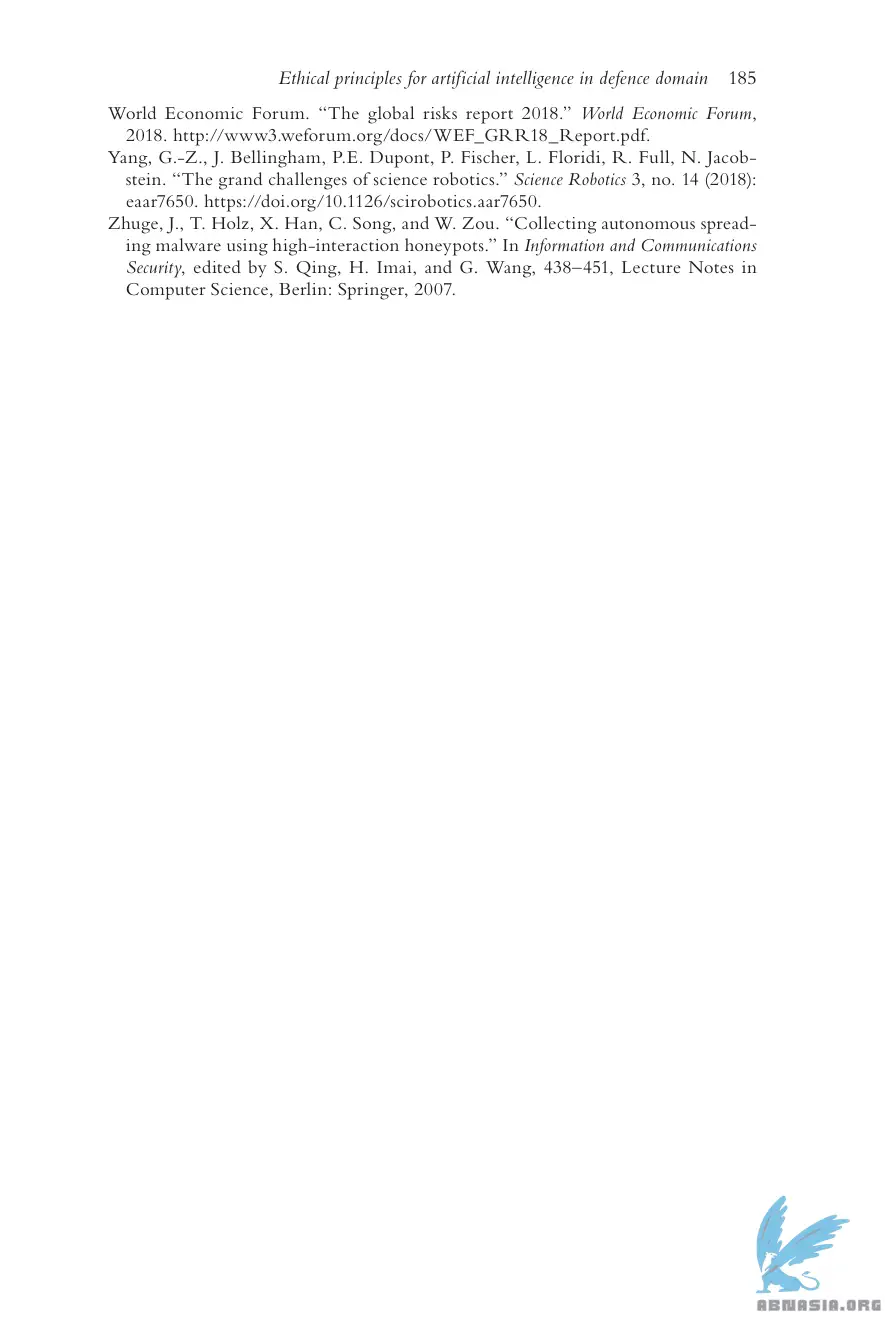 Ethical principles for artificial intelligence in defence domain 185
World Economic Forum. “The global risks report 2018.” World Economic Forum,
2018. http://www3.weforum.org/docs/WEF_GRR18_Report.pdf.
Yang, G.-Z., J. Bellingham, P.E. Dupont, P. Fischer, L. Floridi, R. Full, N. Jacob-
stein. “The grand challenges of science robotics.” Science Robotics 3, no. 14 (2018):
eaar7650. https://doi.org/10.1126/scirobotics.aar7650.
Zhuge, J., T. Holz, X. Han, C. Song, and W. Zou. “Collecting autonomous spread-
ing malware using high-interaction honeypots.” In Information and Communications
Security, edited by S. Qing, H. Imai, and G. Wang, 438–451, Lecture Notes in
Computer Science, Berlin: Springer, 2007.
ABNASIA.ORG